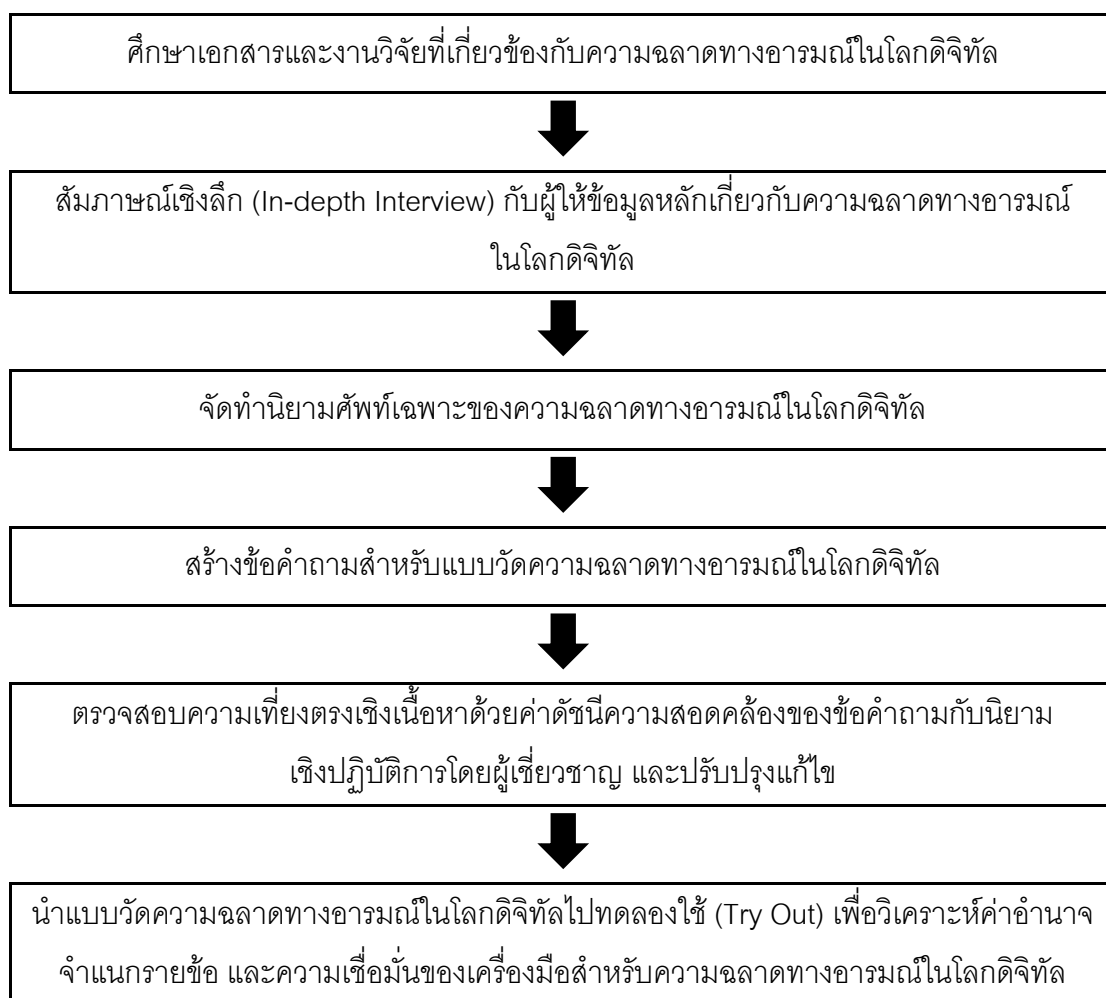 ศึกษาเอกสารและงานวิจัยที่เกี่ยวข้องกับความฉลาดทางอารมณ์ในโลกดิจิทัล
สัมภาษณ์เชิงลึก (In-depth Interview) กับผู้ให้ข้อมูลหลักเกี่ยวกับความฉลาดทางอารมณ์
ในโลกดิจิทัล
จัดทำนิยามศัพท์เฉพาะของความฉลาดทางอารมณ์ในโลกดิจิทัล
สร้างข้อคำถามสำหรับแบบวัดความฉลาดทางอารมณ์ในโลกดิจิทัล
ตรวจสอบความเที่ยงตรงเชิงเนื้อหาด้วยค่าดัชนีความสอดคล้องของข้อคำถามกับนิยาม
เชิงปฏิบัติการโดยผู้เชี่ยวชาญ และปรับปรุงแก้ไข
นำแบบวัดความฉลาดทางอารมณ์ในโลกดิจิทัลไปทดลองใช้ (Try Out) เพื่อวิเคราะห์ค่าอำนาจ
จำแนกรายข้อ และความเชื่อมั่นของเครื่องมือสำหรับความฉลาดทางอารมณ์ในโลกดิจิทัล